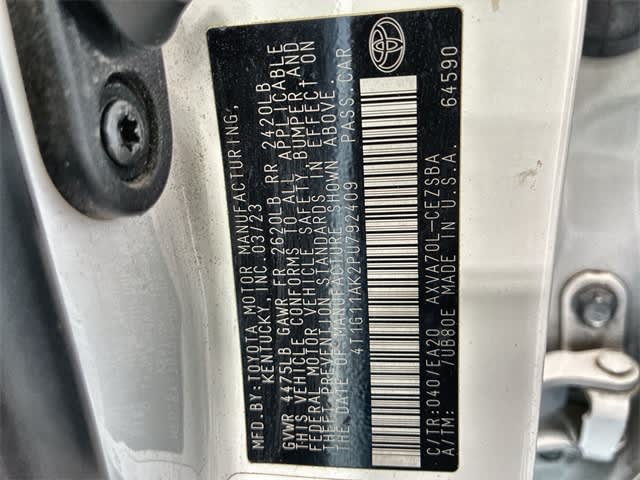 MFD. BY: TOYOTA MOTOR MANUFACTURING,
KENTUCKY, INC. 03/23
GVWR 4475LB GAWR FR 2620LB RR 2420LB
THIS VEHICLE CONFORMS TO ALL APPLICABLE
FEDERAL MOTOR VEHICLE SAFETY, BUMPER, AND
THEFT PREVENTION STANDARDS IN EFFECT ON
THE DATE OF MANUFACTURE SHOWN ABOVE.
4T1G11AK2PU792409 PASS. CAR
C/TR: 040/EA20 AXVA70L-CEZSBA
A/TM: -/UB80E MADE IN U.S.A. 64590